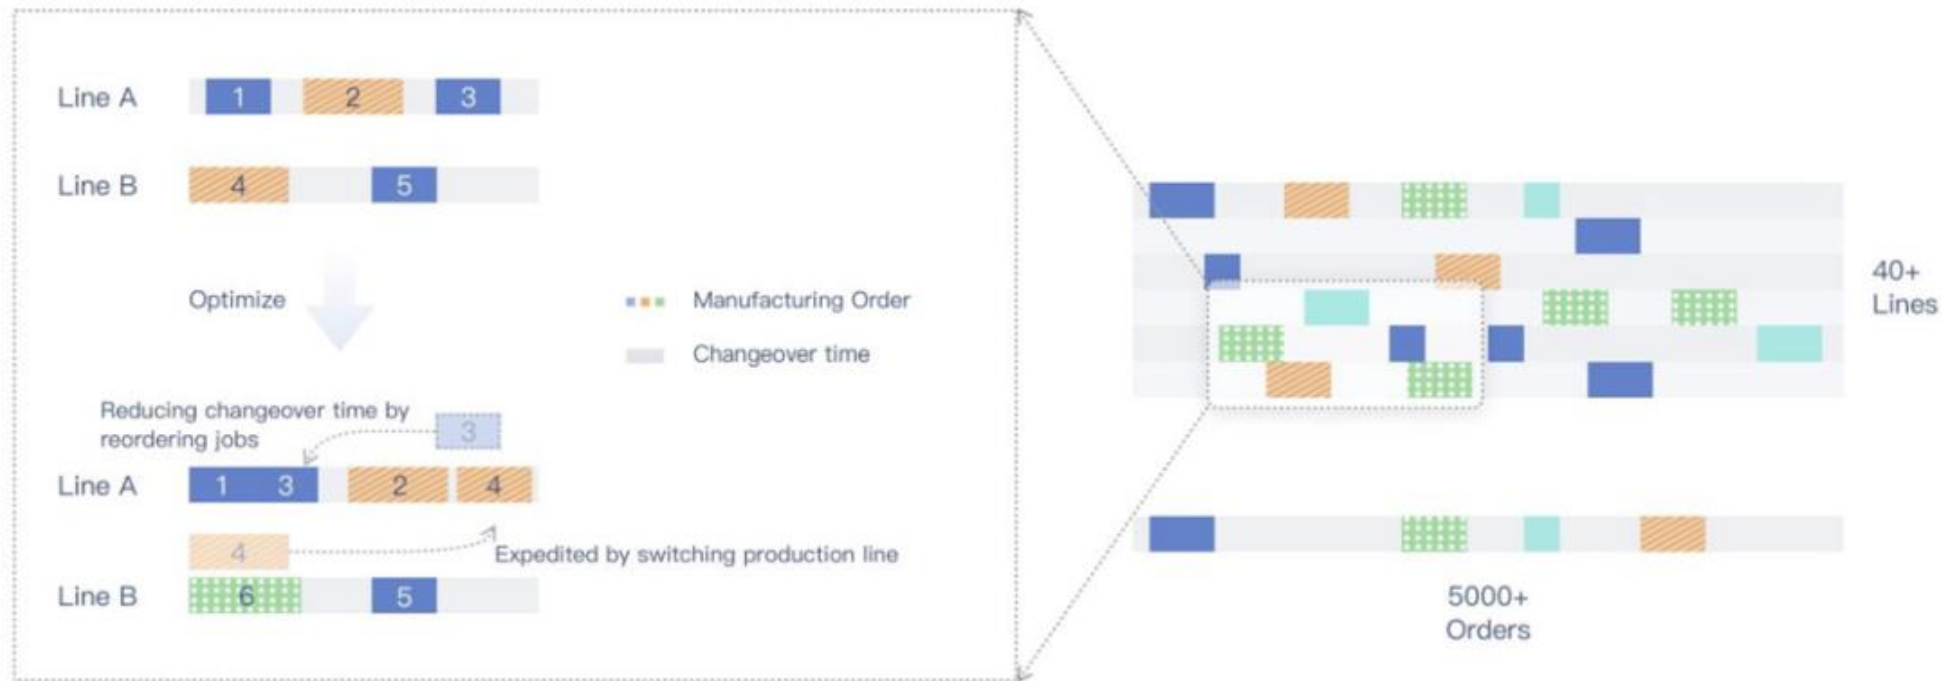 Line A
1
2
3
Line B
4
5
Optimize
Manufacturing Order
Changeover time
Reducing changeover time by
reordering jobs
3
Line A
1
3
2
4
4
Expedited by switching production line
Line B
6
5
40+
Lines
5000+
Orders